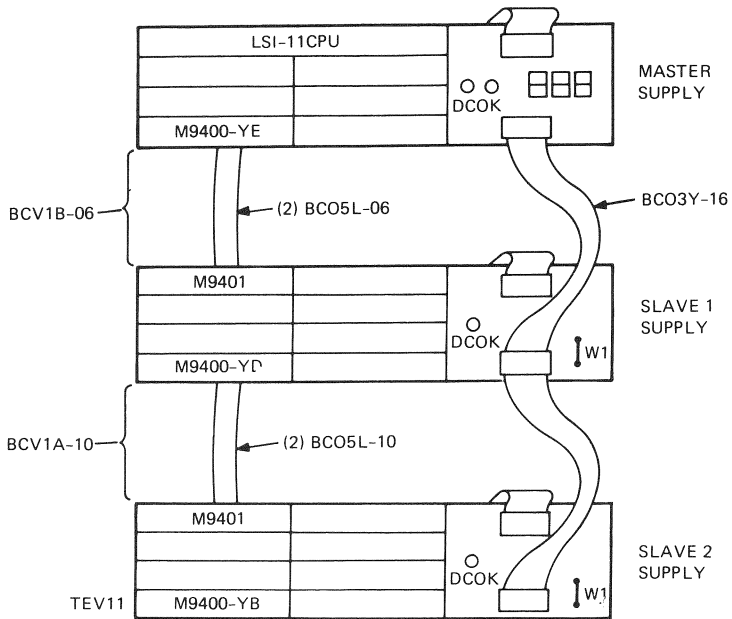 LSI-11CPU
MASTER
SUPPLY
DCOK
M9400-YE
BCV1B-06
(2) BCO5L-06
BCO3Y-16
M9401
SLAVE 1
SUPPLY
DCOK
W1
M9400-YD
BCV1A-10
(2) BCO5L-10
M9401
SLAVE 2
SUPPLY
DCOK
W1
TEV11
M9400-YB